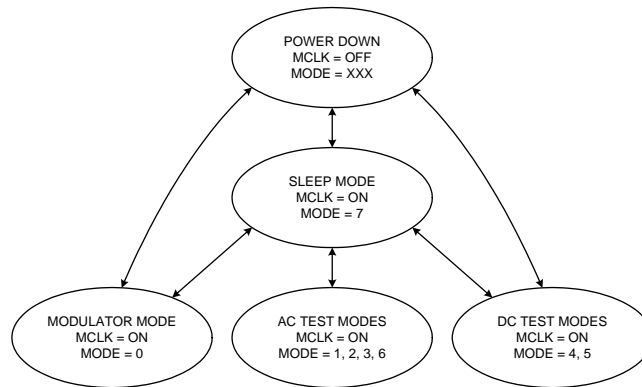 POWER DOWN
MCLK = OFF
MODE = XXX
SLEEP MODE
MCLK = ON
MODE = 7
MODULATOR MODE
MCLK = ON
MODE = 0
AC TEST MODES
MCLK = ON
MODE = 1, 2, 3, 6
DC TEST MODES
MCLK = ON
MODE = 4, 5